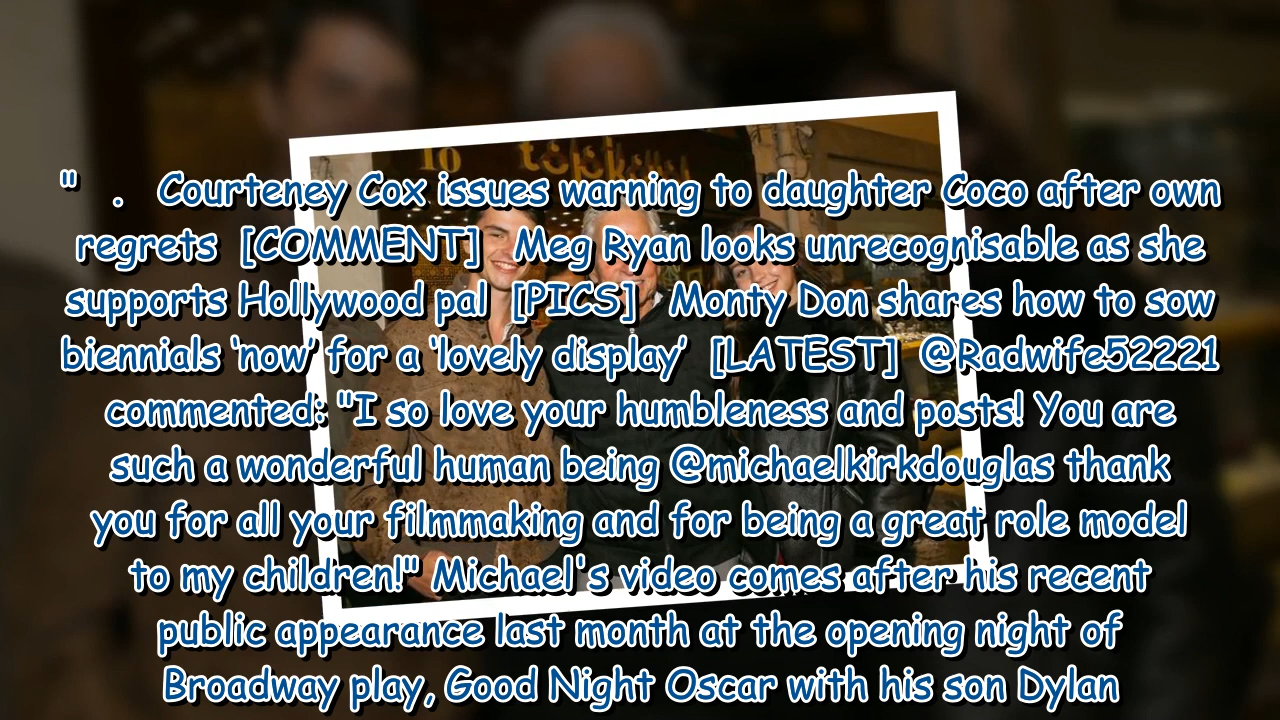 " . Courteney Cox issues warning to daughter Coco after own
regrets [COMMENT] Meg Ryan looks unrecognisable as she
supports Hollywood pal [PICS] Monty Don shares how to sow
biennials ‘now’ for a ‘lovely display’ [LATEST] @Radwife52221
commented: "I so love your humbleness and posts! You are
such a wonderful human being @michaelkirkdouglas thank
you for all your filmmaking and for being a great role model
to my children!" Michael's video comes after his recent
public appearance last month at the opening night of
Broadway play, Good Night Oscar with his son Dylan